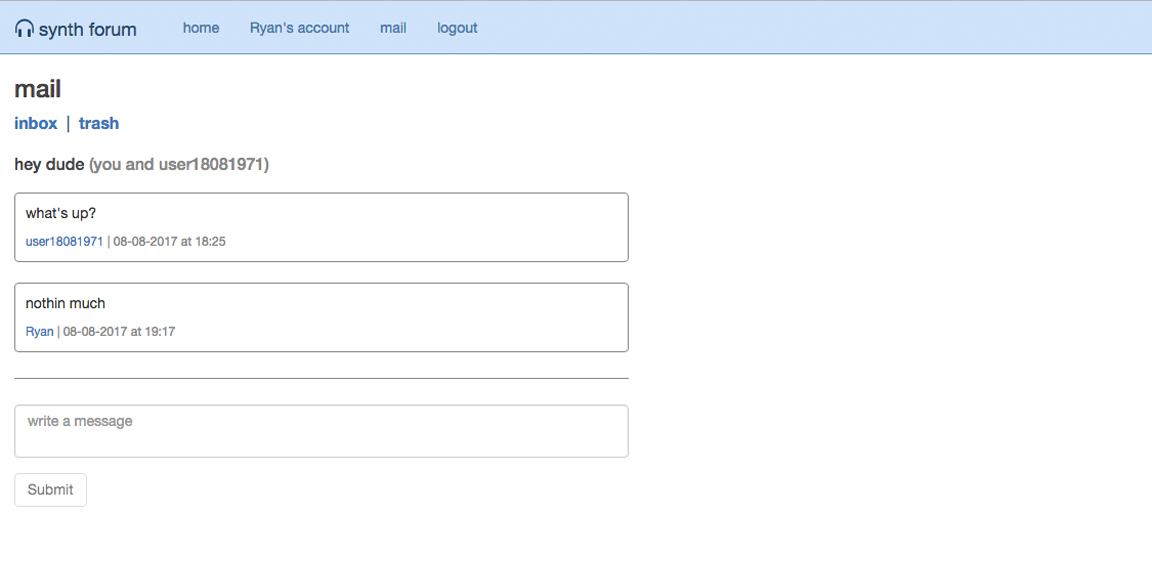 synth forum home Ryan's account mail logout
mail
inbox | trash
hey dude (you and user18081971)
what's up?
user18081971 | 08-08-2017 at 18:25
nothin much
Ryan | 08-08-2017 at 19:17
write a message
Submit